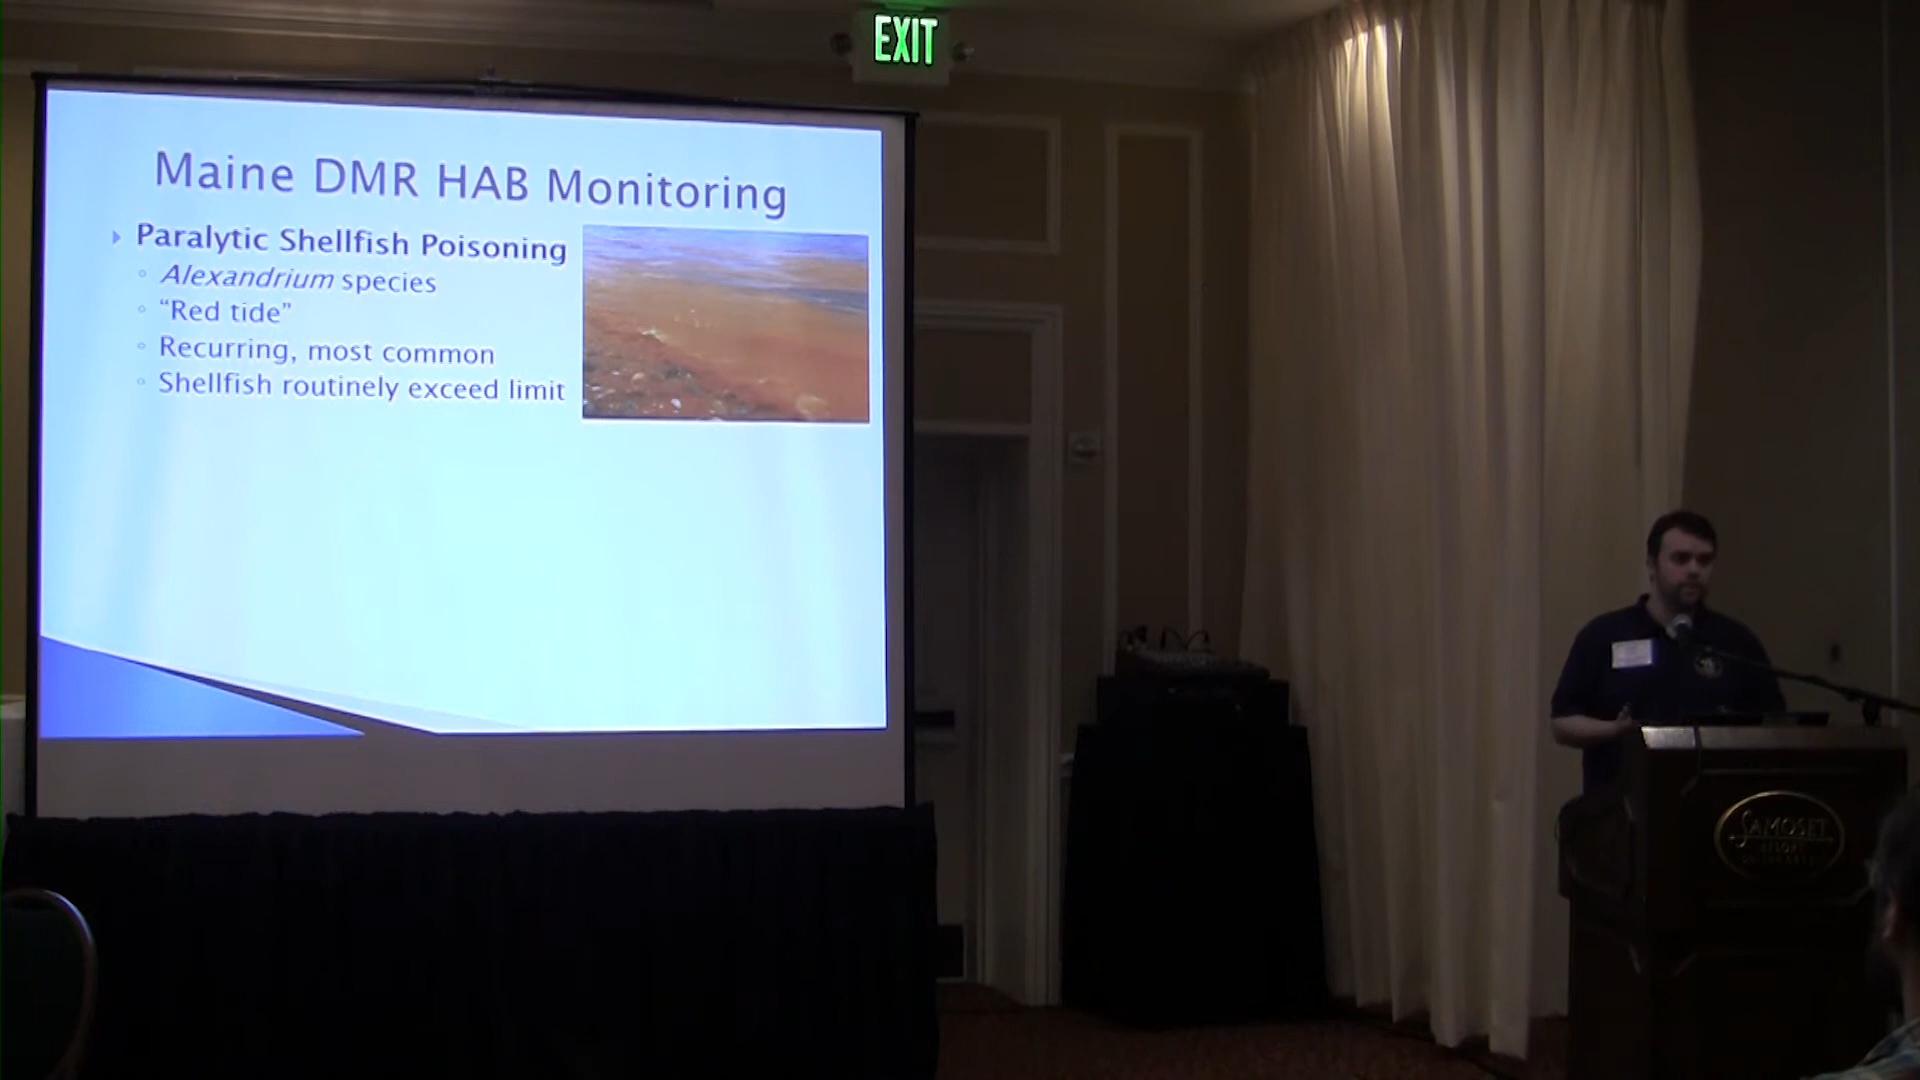 EXIT
Maine DMR HAB Monitoring
Paralytic Shellfish Poisoning
Alexandrium species
“Red tide”
Recurring, most common
Shellfish routinely exceed limit
SAMOSET
RESORT